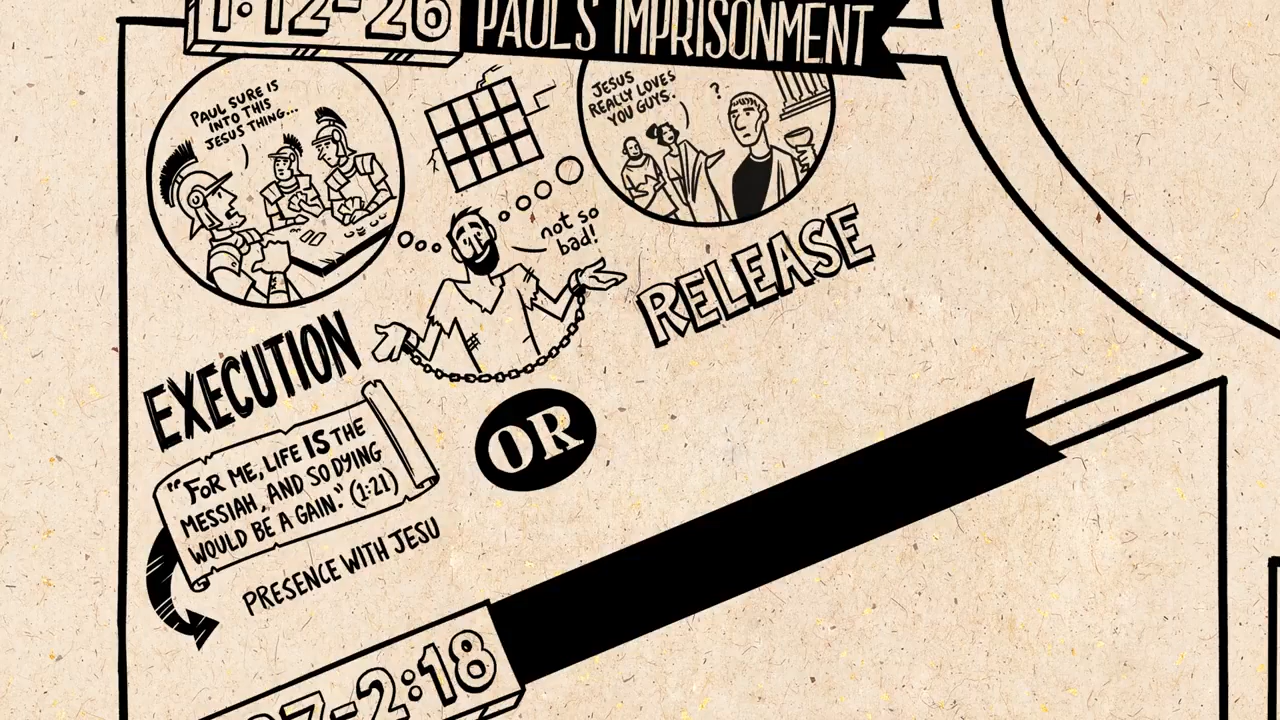 1:12-26 PAUL'S IMPRISONMENT
PAUL SURE IS
INTO THIS
JESUS THING...
JESUS
REALLY LOVES
YOU GUYS.
?
not so
bad!
EXECUTION
OR
RELEASE
"FOR ME, LIFE IS THE
MESSIAH, AND SO DYING
WOULD BE A GAIN." (1:21)
PRESENCE WITH JESU
7-2:18